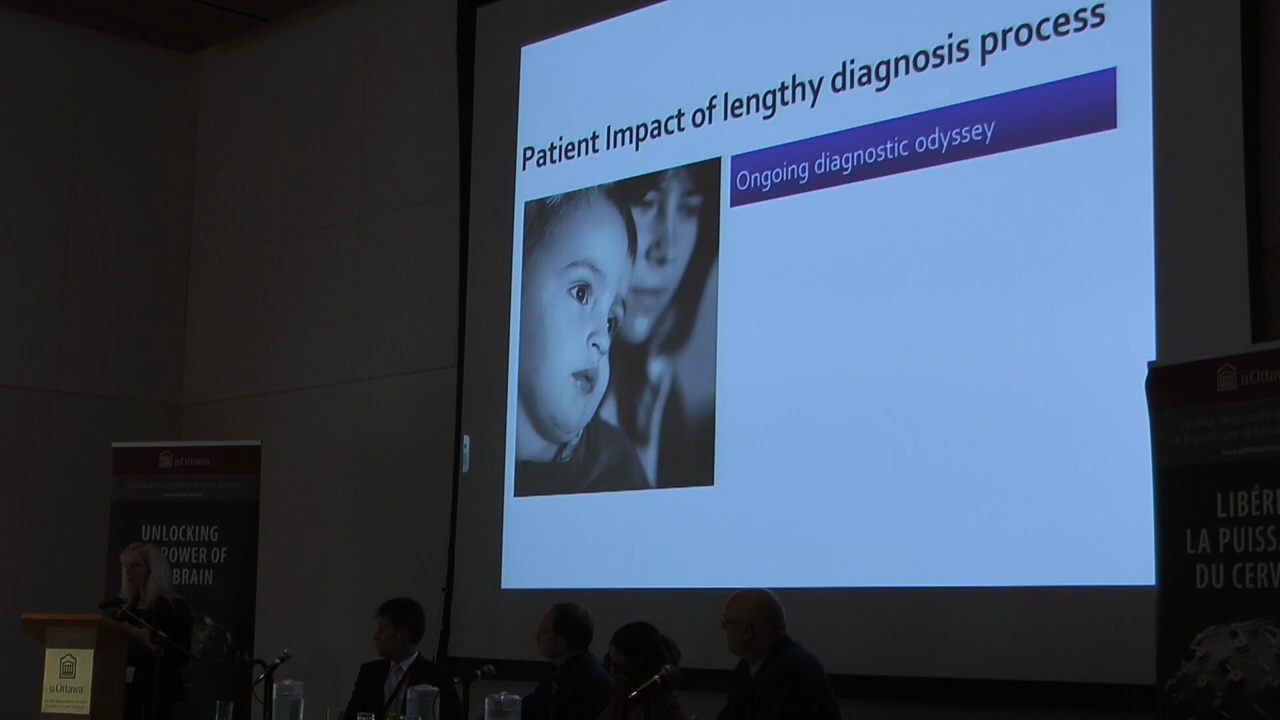 Patient Impact of lengthy diagnosis process
Ongoing diagnostic odyssey
uOttawa
UNLOCKING
POWER OF
BRAIN
uOttawa
uOttaw
LIBÉR
LA PUISS
DU CERV